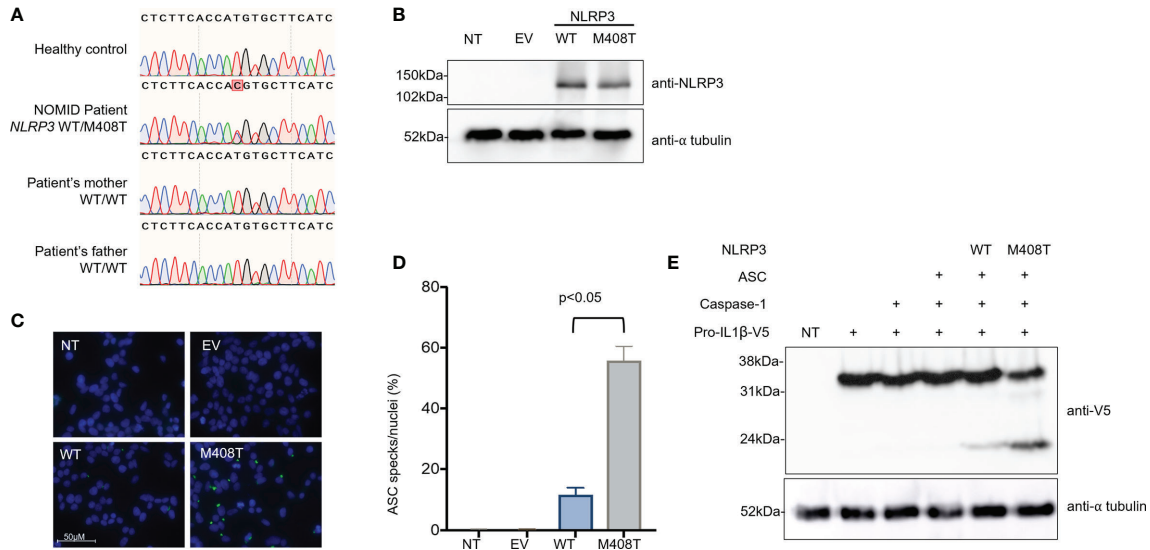 A
CTCTTCACCATGTGCTTCATC
Healthy control
CTCTTCACCACGTGCTTCATC
NOMID Patient
NLRP3 WT/M408T
CTCTTCACCATGTGCTTCATC
Patient's mother
WT/WT
CTCTTCACCATGTGCTTCATC
Patient's father
WT/WT
B
NLRP3
NT EV WT M408T
150kDa-
102kDa-
anti-NLRP3
52kDa-
anti-α tubulin
C
NT
EV
WT
M408T
50µM
D
ASC specks/nuclei (%)
80
60
40
20
0
p<0.05
NT EV WT M408T
E
NLRP3 WT M408T
ASC + + +
Caspase-1 + + + +
Pro-IL1β-V5 NT + + + + +
38kDa-
31kDa-
24kDa-
anti-V5
52kDa-
anti-α tubulin